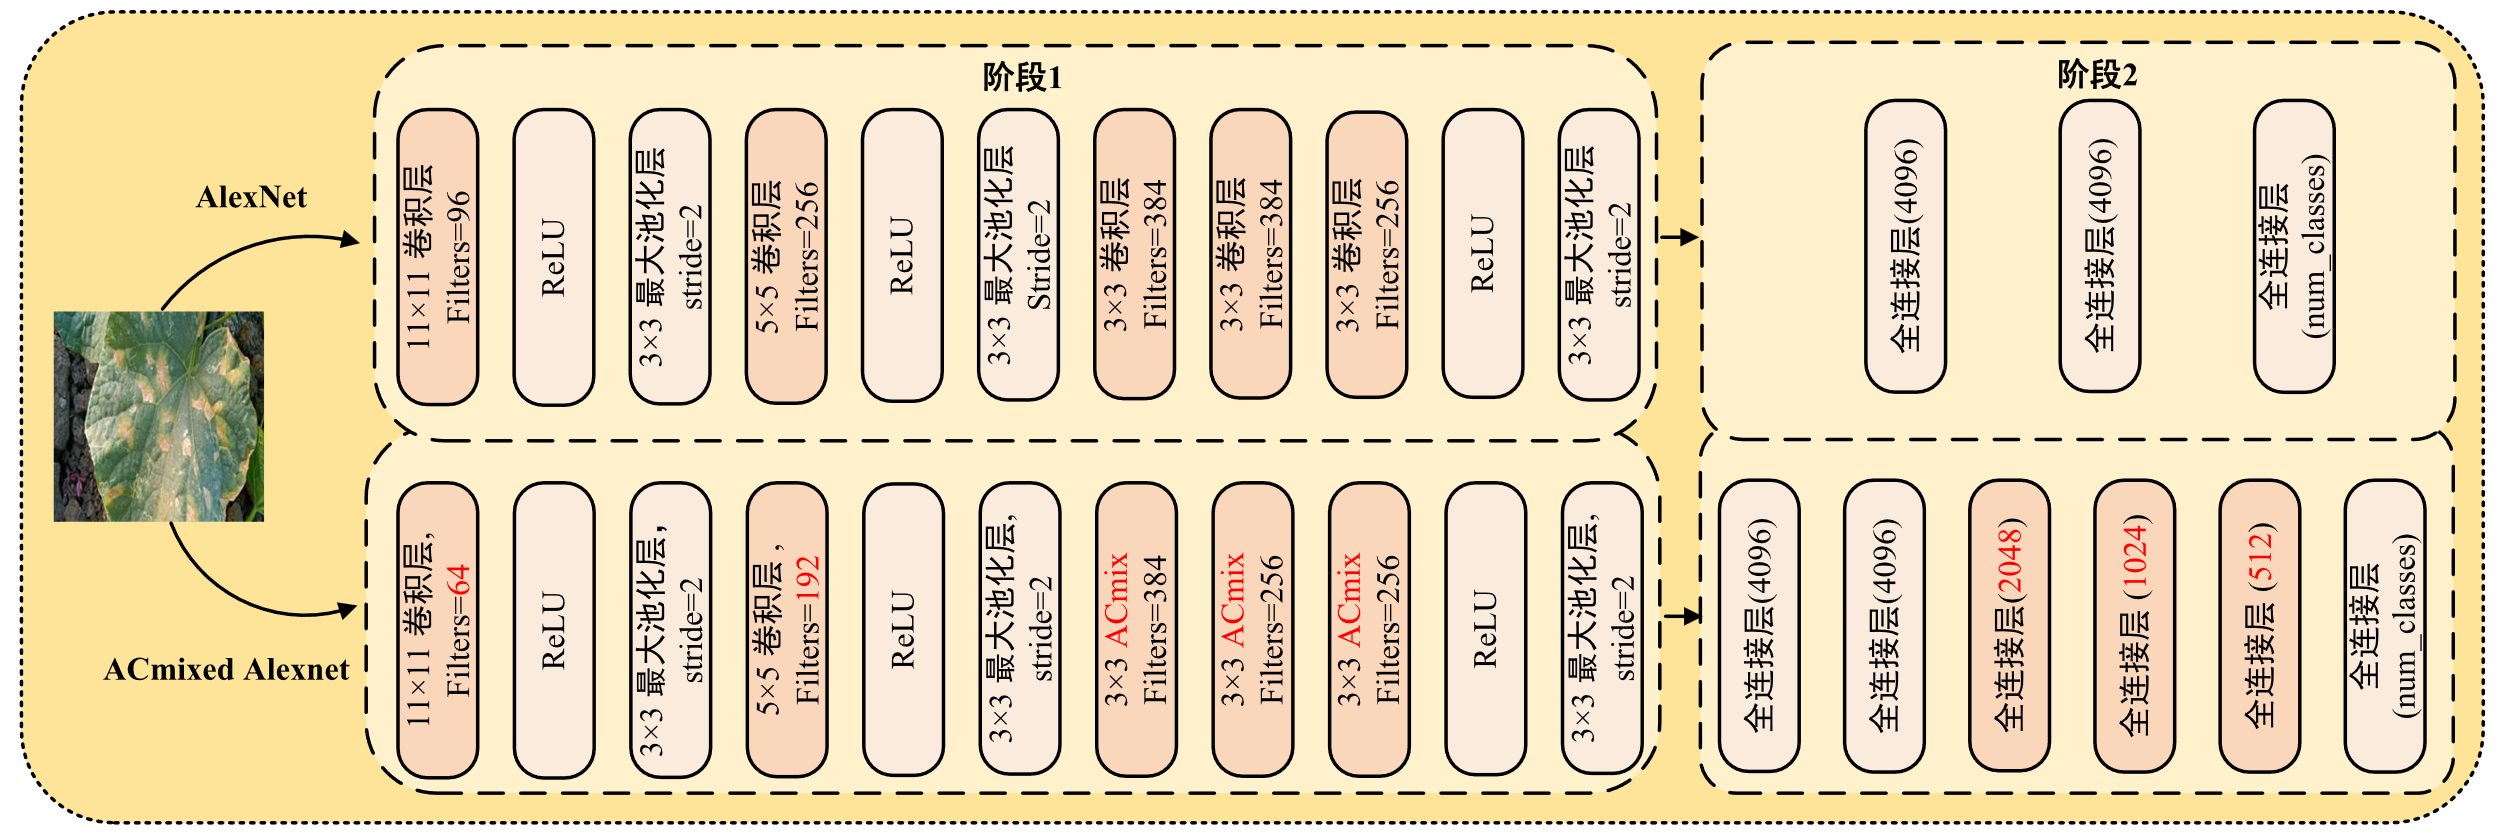 阶段1
阶段2
AlexNet
11×11 卷积层
Filters=96
ReLU
3×3 最大池化层
stride=2
5×5 卷积层
Filters=256
ReLU
3×3 最大池化层
Stride=2
3×3 卷积层
Filters=384
3×3 卷积层
Filters=384
3×3 卷积层
Filters=256
ReLU
3×3 最大池化层
stride=2
全连接层(4096)
全连接层(4096)
全连接层
(num_classes)
ACmixed Alexnet
11×11 卷积层,
Filters=64
ReLU
3×3 最大池化层,
stride=2
5×5 卷积层 ,
Filters=192
ReLU
3×3 最大池化层,
stride=2
3×3 ACmix
Filters=384
3×3 ACmix
Filters=256
3×3 ACmix
Filters=256
ReLU
3×3 最大池化层,
stride=2
全连接层(4096)
全连接层(4096)
全连接层(2048)
全连接层 (1024)
全连接层 (512)
全连接层
(num_classes)